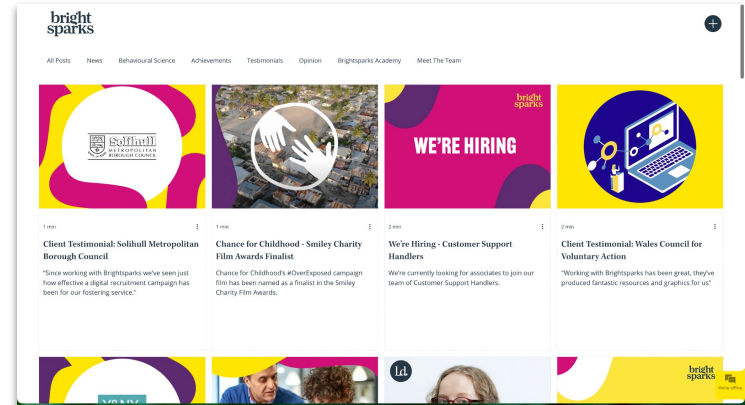 bright
sparks
All Posts
News
Behavioural Science
Achievements
Testimonials
Opinion
Brightsparks Academy
Meet The Team
Solihull
METROPOLITAN
BOROUGH COUNCIL
bright
sparks
WE'RE HIRING
1 min
Client Testimonial: Solihull Metropolitan
Borough Council
"Since working with Brightsparks we've seen just
how effective a digital recruitment campaign has
been for our fostering service."
1 min
Chance for Childhood - Smiley Charity
Film Awards Finalist
Chance for Childhood's #OverExposed campaign
film has been named as a finalist in the Smiley
Charity Film Awards.
2 min
We're Hiring - Customer Support
Handlers
We're currently looking for associates to join our
team of Customer Support Handlers.
2 min
Client Testimonial: Wales Council for
Voluntary Action
"Working with Brightsparks has been great, they've
produced fantastic resources and graphics for us"
Ld
bright
sparks
We're offline